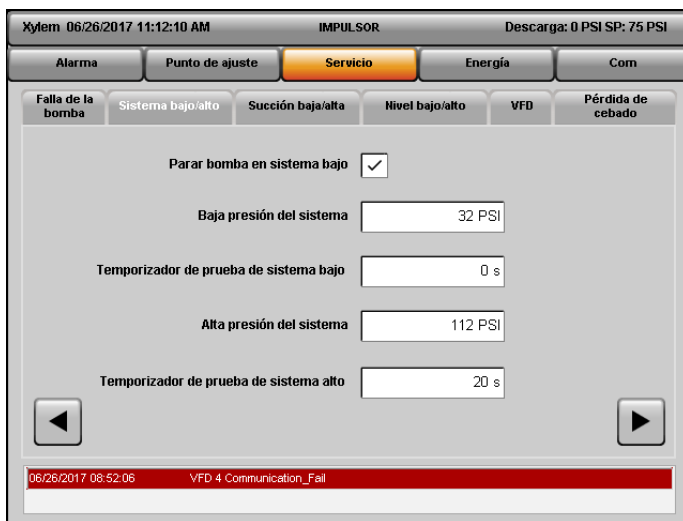 Xylem 06/26/2017 11:12:10 AM IMPULSOR Descarga: 0 PSI SP: 75 PSI
Alarma Punto de ajuste Servicio Energía Com
Falla de la bomba Sistema bajo/alto Succión baja/alta Nivel bajo/alto VFD Pérdida de cebado
Parar bomba en sistema bajo
Baja presión del sistema 32 PSI
Temporizador de prueba de sistema bajo 0 s
Alta presión del sistema 112 PSI
Temporizador de prueba de sistema alto 20 s
06/26/2017 08:52:06 VFD 4 Communication_Fail